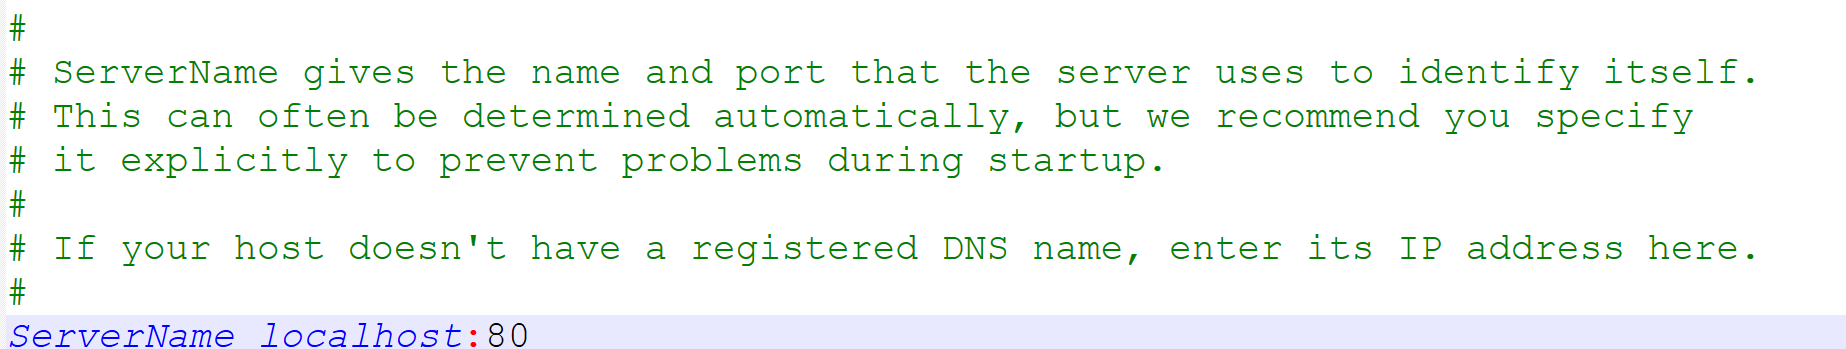 #
# ServerName gives the name and port that the server uses to identify itself.
# This can often be determined automatically, but we recommend you specify
# it explicitly to prevent problems during startup.
#
# If your host doesn't have a registered DNS name, enter its IP address here.
#
ServerName localhost:80